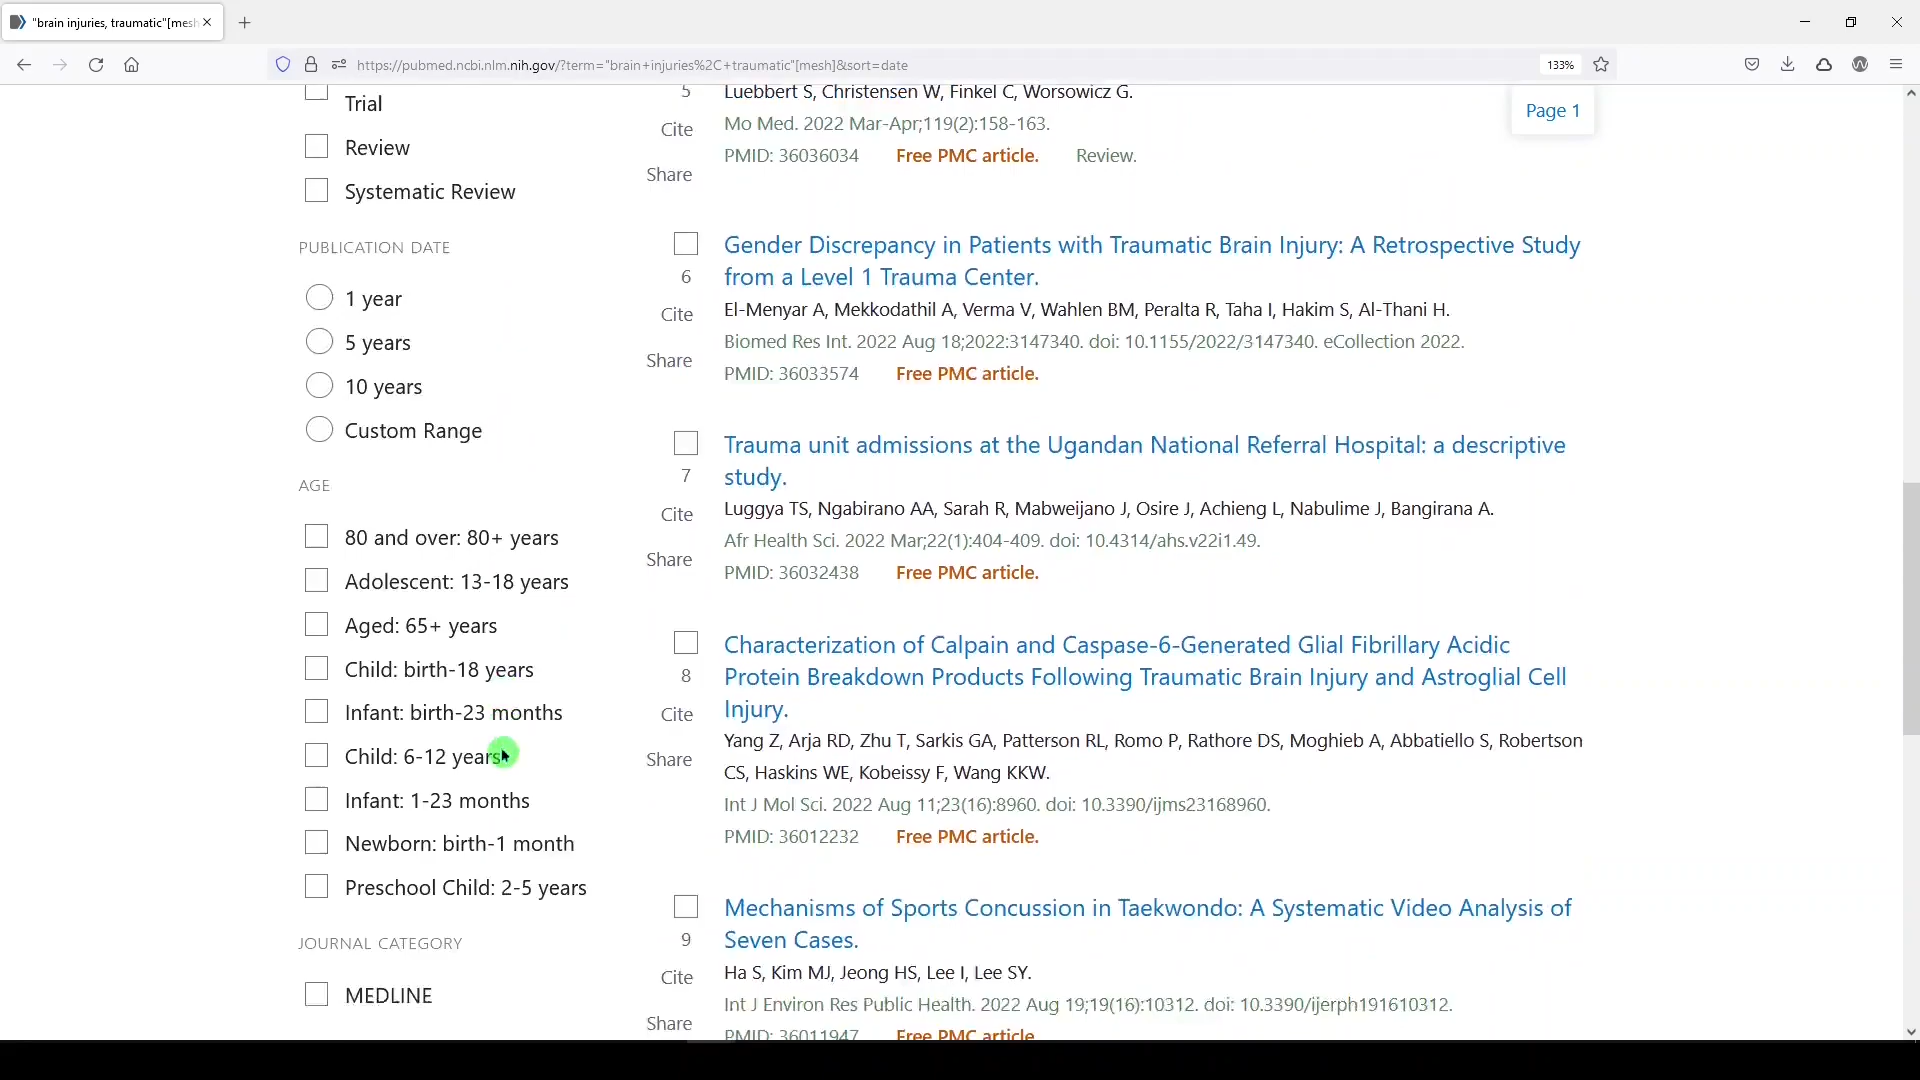 "brain injuries, traumatic"[mesh
https://pubmed.ncbi.nlm.nih.gov/?term="brain+injuries%2C+traumatic"[mesh]&sort=date
133%
Trial
Review
Systematic Review
PUBLICATION DATE
1 year
5 years
10 years
Custom Range
AGE
80 and over: 80+ years
Adolescent: 13-18 years
Aged: 65+ years
Child: birth-18 years
Infant: birth-23 months
Child: 6-12 years
Infant: 1-23 months
Newborn: birth-1 month
Preschool Child: 2-5 years
JOURNAL CATEGORY
MEDLINE
5
Cite
Share
Luebbert S, Christensen W, Finkel C, Worsowicz G.
Mo Med. 2022 Mar-Apr;119(2):158-163.
PMID: 36036034 Free PMC article. Review.
6
Cite
Share
Gender Discrepancy in Patients with Traumatic Brain Injury: A Retrospective Study
from a Level 1 Trauma Center.
El-Menyar A, Mekkodathil A, Verma V, Wahlen BM, Peralta R, Taha I, Hakim S, Al-Thani H.
Biomed Res Int. 2022 Aug 18;2022:3147340. doi: 10.1155/2022/3147340. eCollection 2022.
PMID: 36033574 Free PMC article.
7
Cite
Share
Trauma unit admissions at the Ugandan National Referral Hospital: a descriptive
study.
Luggya TS, Ngabirano AA, Sarah R, Mabweijano J, Osire J, Achieng L, Nabulime J, Bangirana A.
Afr Health Sci. 2022 Mar;22(1):404-409. doi: 10.4314/ahs.v22i1.49.
PMID: 36032438 Free PMC article.
8
Cite
Share
Characterization of Calpain and Caspase-6-Generated Glial Fibrillary Acidic
Protein Breakdown Products Following Traumatic Brain Injury and Astroglial Cell
Injury.
Yang Z, Arja RD, Zhu T, Sarkis GA, Patterson RL, Romo P, Rathore DS, Moghieb A, Abbatiello S, Robertson
CS, Haskins WE, Kobeissy F, Wang KKW.
Int J Mol Sci. 2022 Aug 11;23(16):8960. doi: 10.3390/ijms23168960.
PMID: 36012232 Free PMC article.
9
Cite
Share
Mechanisms of Sports Concussion in Taekwondo: A Systematic Video Analysis of
Seven Cases.
Ha S, Kim MJ, Jeong HS, Lee I, Lee SY.
Int J Environ Res Public Health. 2022 Aug 19;19(16):10312. doi: 10.3390/ijerph191610312.
PMID: 36011947 Free PMC article.
Page 1